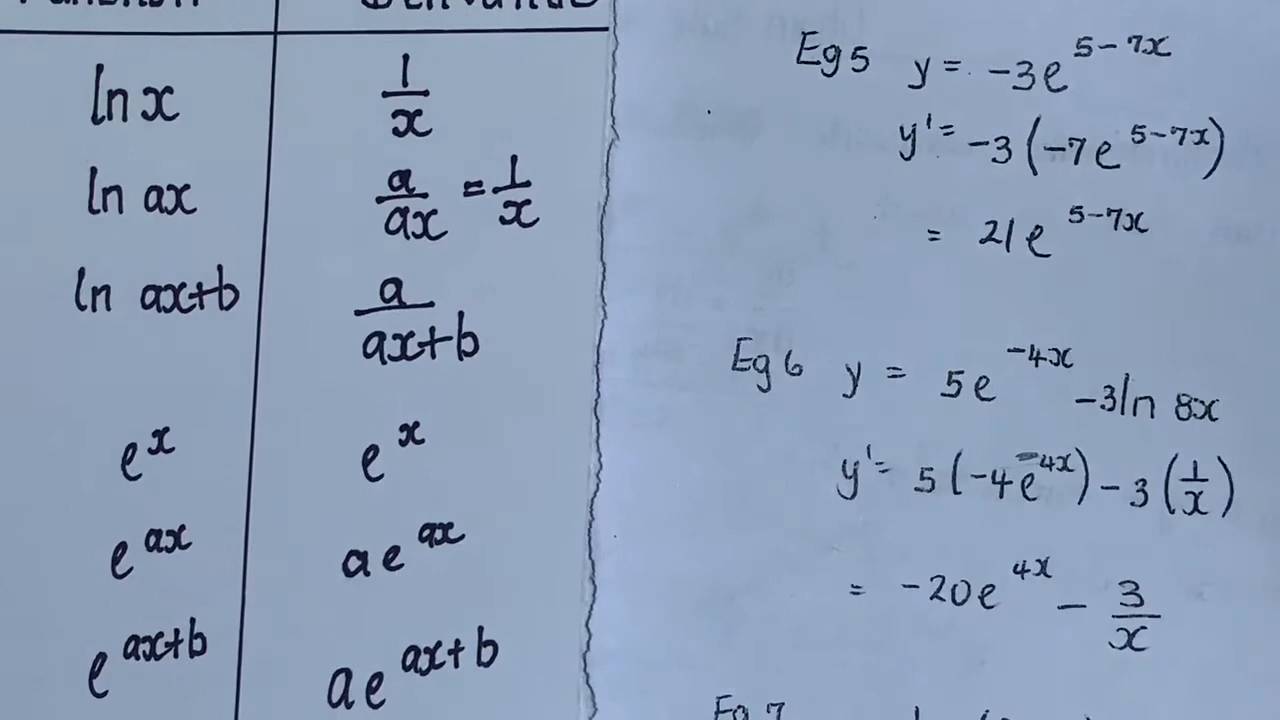 ln x 1/x
ln ax a/ax = 1/x
ln ax+b a/(ax+b)
e^x e^x
e^(ax) ae^(ax)
e^(ax+b) ae^(ax+b)
Eg 5 y = -3e^(5-7x)
y' = -3(-7e^(5-7x))
= 21e^(5-7x)
Eg 6 y = 5e^(-4x) - 3ln 8x
y' = 5(-4e^(-4x)) - 3(1/x)
= -20e^(4x) - 3/x
Eg 7